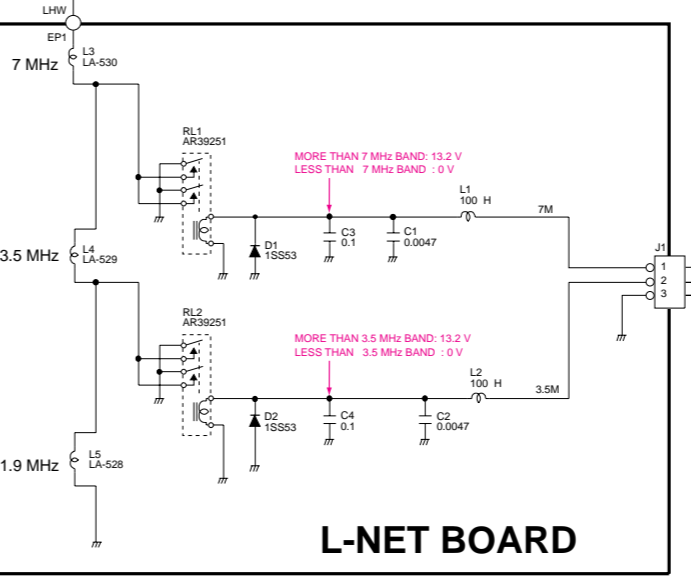 LHW
EP1
7 MHz
L3
LA-530
RL1
AR39251
MORE THAN 7 MHz BAND: 13.2 V
LESS THAN 7 MHz BAND : 0 V
L1
100 H
7M
C3
0.1
C1
0.0047
D1
1SS53
3.5 MHz
L4
LA-529
J1
1
2
3
RL2
AR39251
MORE THAN 3.5 MHz BAND: 13.2 V
LESS THAN 3.5 MHz BAND : 0 V
L2
100 H
3.5M
D2
1SS53
C4
0.1
C2
0.0047
1.9 MHz
L5
LA-528
L-NET BOARD